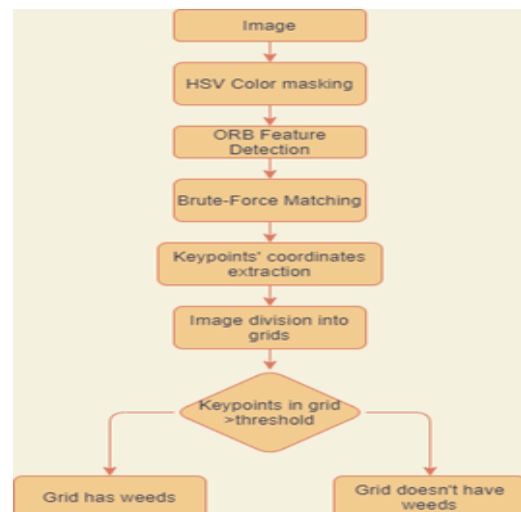 Image
HSV Color masking
ORB Feature
Detection
Brute-Force Matching
Keypoints' coordinates
extraction
Image division into
grids
Keypoints in grid
>threshold
Grid has weeds
Grid doesn't have
weeds